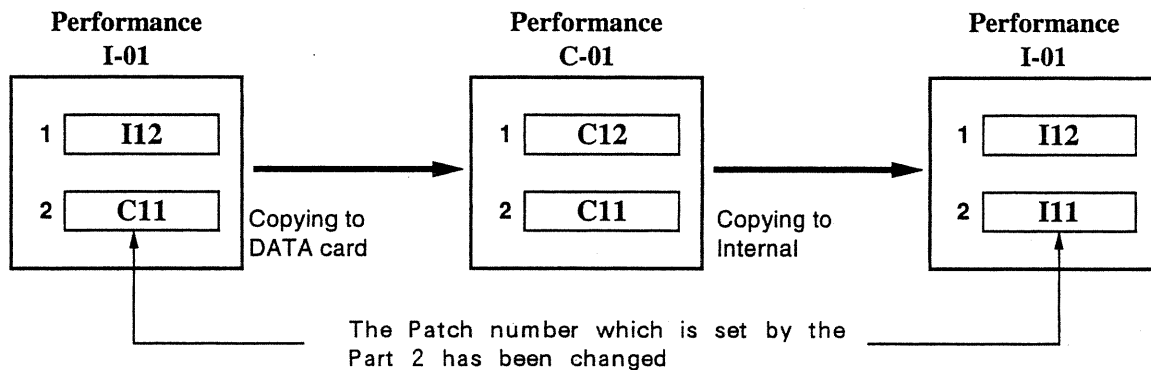 Performance
I-01
1 I12
2 C11
Copying to
DATA card
Performance
C-01
1 C12
2 C11
Copying to
Internal
Performance
I-01
1 I12
2 I11
The Patch number which is set by the
Part 2 has been changed